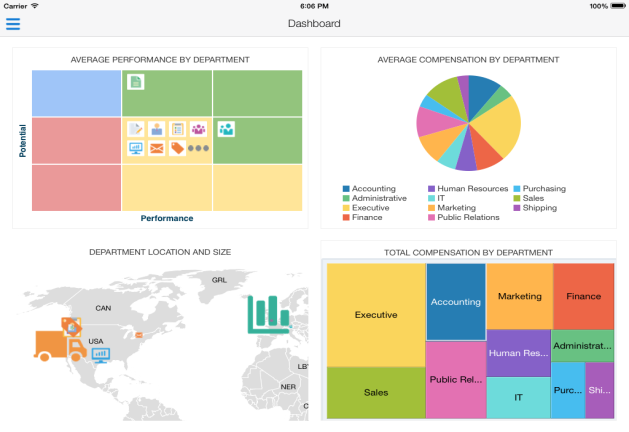 Carrier 6:06 PM 100%
Dashboard
AVERAGE PERFORMANCE BY DEPARTMENT
Potential
Performance
AVERAGE COMPENSATION BY DEPARTMENT
Accounting Human Resources Purchasing
Administrative IT Sales
Executive Marketing Shipping
Finance Public Relations
DEPARTMENT LOCATION AND SIZE
GRL
CAN
USA
LB
NER
C
TOTAL COMPENSATION BY DEPARTMENT
Executive
Accounting
Marketing
Finance
Human Res...
Administrat...
Public Rel...
Sales
IT
Purc...
Shi...